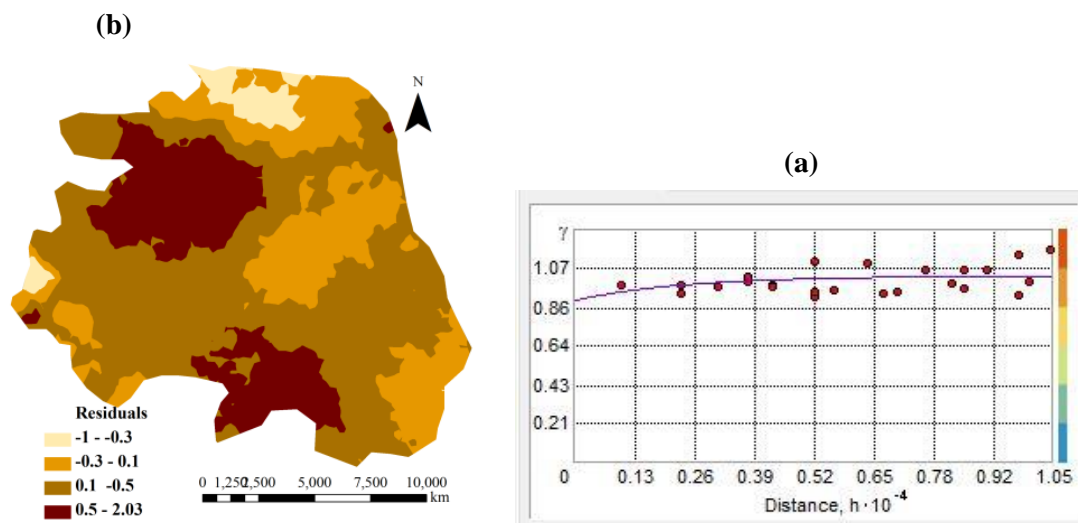 (b)
N
Residuals
-1 - -0.3
-0.3 - 0.1
0.1 - 0.5
0.5 - 2.03
0 1,250 2,500 5,000 7,500 10,000
km
(a)
γ
1.07
0.86
0.64
0.43
0.21
0 0.13 0.26 0.39 0.52 0.65 0.78 0.92 1.05
Distance, h · 10⁻⁴